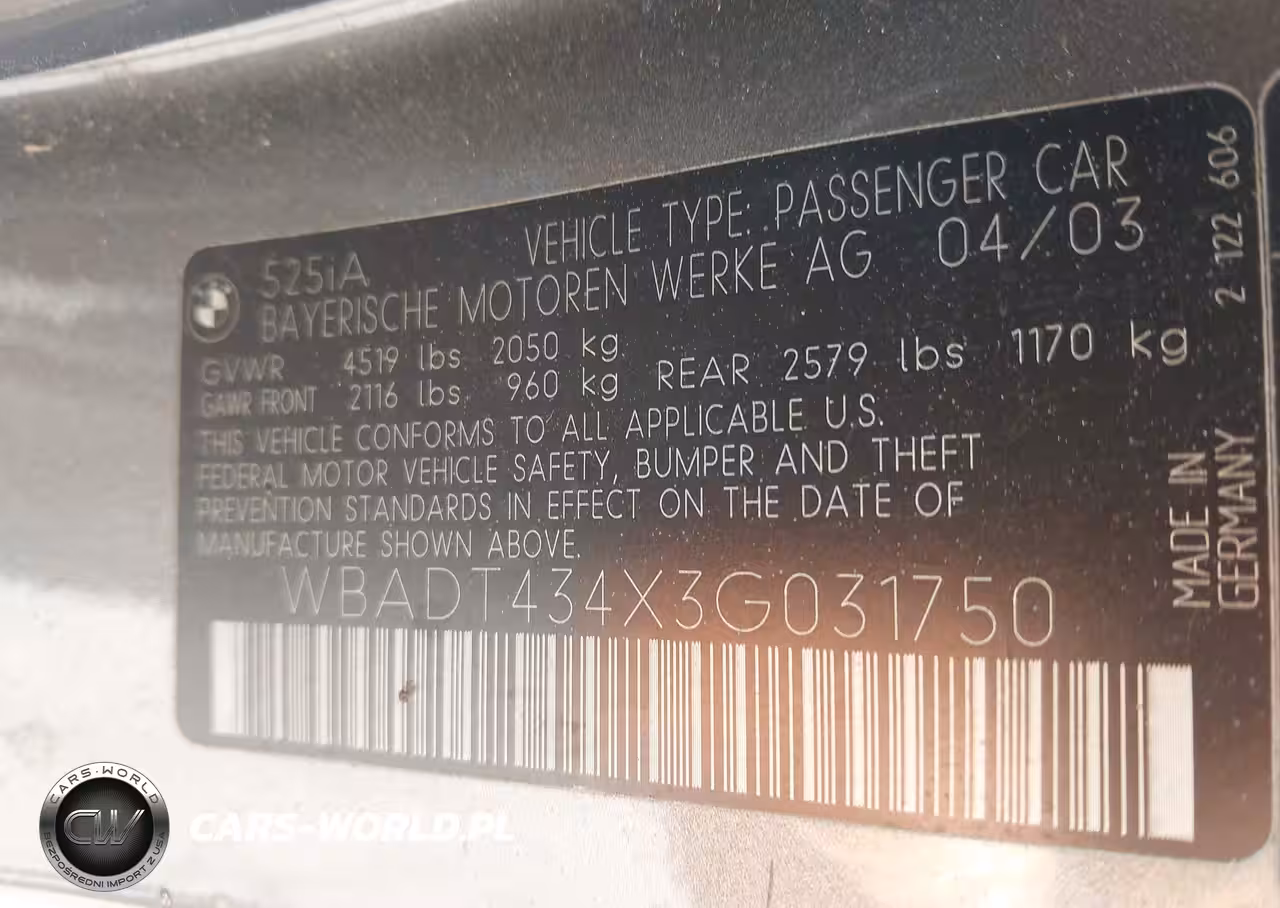 VEHICLE TYPE: PASSENGER CAR
525iA
BAYERISCHE MOTOREN WERKE AG 04/03
GVWR 4519 lbs 2050 kg
GAWR FRONT 2116 lbs 960 kg REAR 2579 lbs 1170 kg
THIS VEHICLE CONFORMS TO ALL APPLICABLE U.S.
FEDERAL MOTOR VEHICLE SAFETY, BUMPER AND THEFT
PREVENTION STANDARDS IN EFFECT ON THE DATE OF
MANUFACTURE SHOWN ABOVE.
WBADT434X3G031750
2 122 606
MADE IN
GERMANY
CARS-WORLD
CW
BEZPOŚREDNI IMPORT Z USA
CARS-WORLD.PL